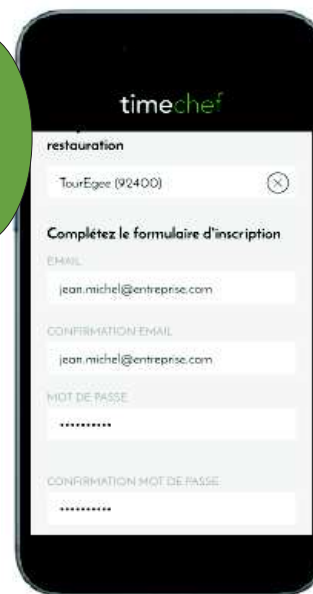 timechef
restauration
TourEgee (92400)
Complétez le formulaire d'inscription
EMAIL
jean.michel@entreprise.com
CONFIRMATION EMAIL
jean.michel@entreprise.com
MOT DE PASSE
••••••••••
CONFIRMATION MOT DE PASSE
••••••••••